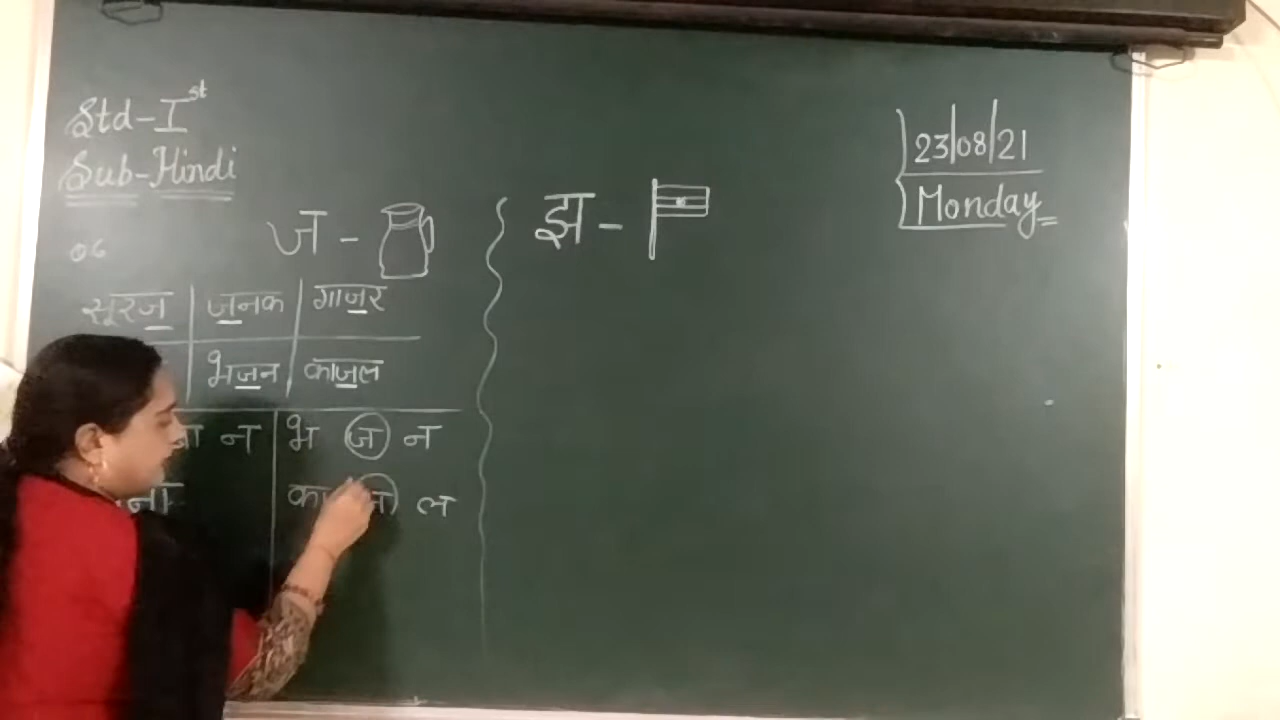 Std-Ist
Sub-Hindi
06
23/08/21
Monday
ज -
झ -
सूरज जनक गाजर
भजन काजल
न भ ज न
ना का ज ल